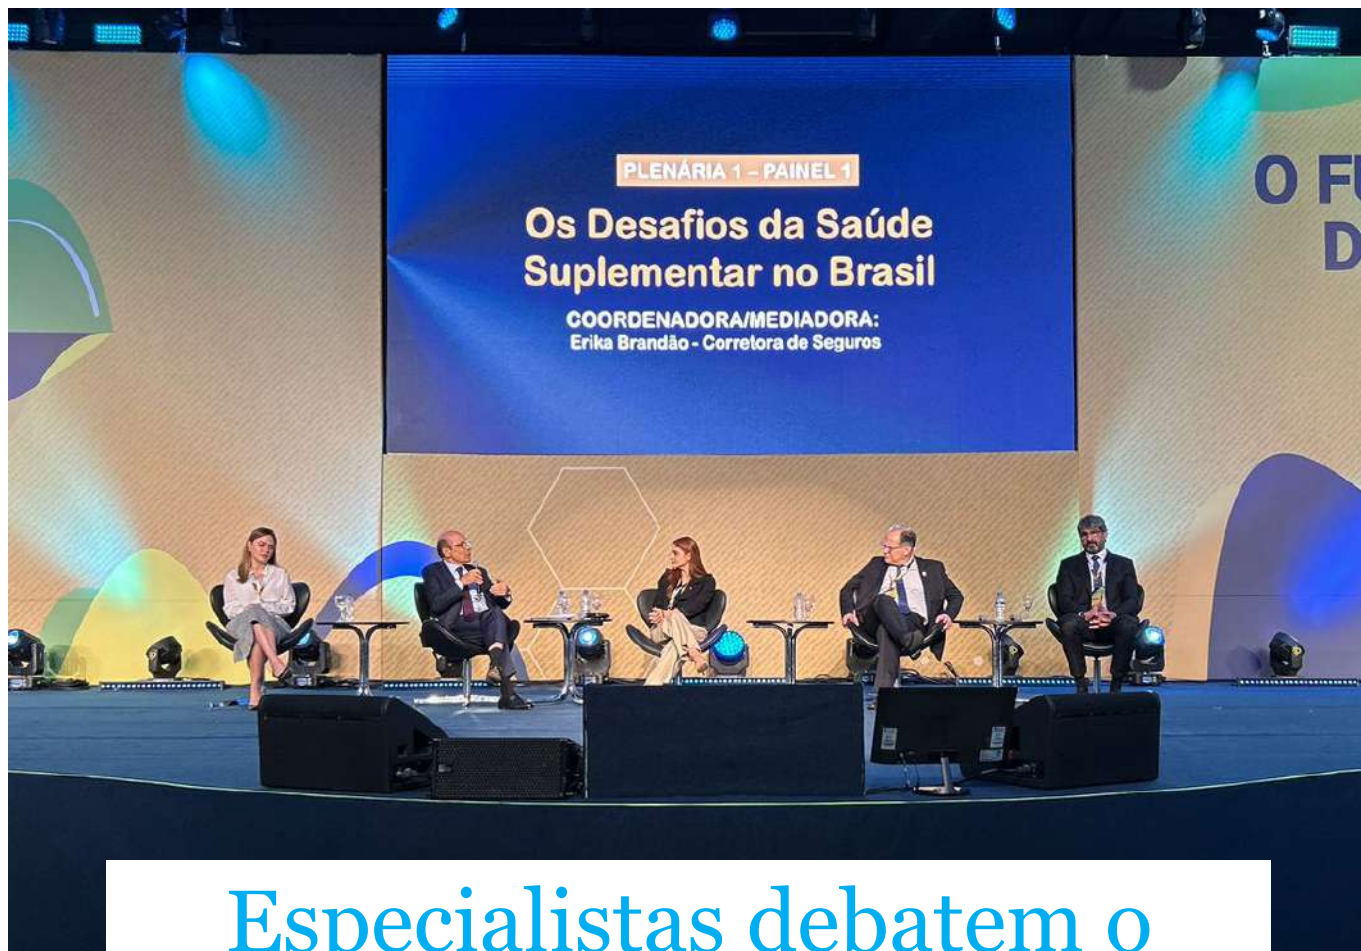 PLENÁRIA 1 – PAINEL 1
Os Desafios da Saúde
Suplementar no Brasil
COORDENADORA/MEDIADORA:
Erika Brandão - Corretora de Seguros
O FU
D
Especialistas debatem o